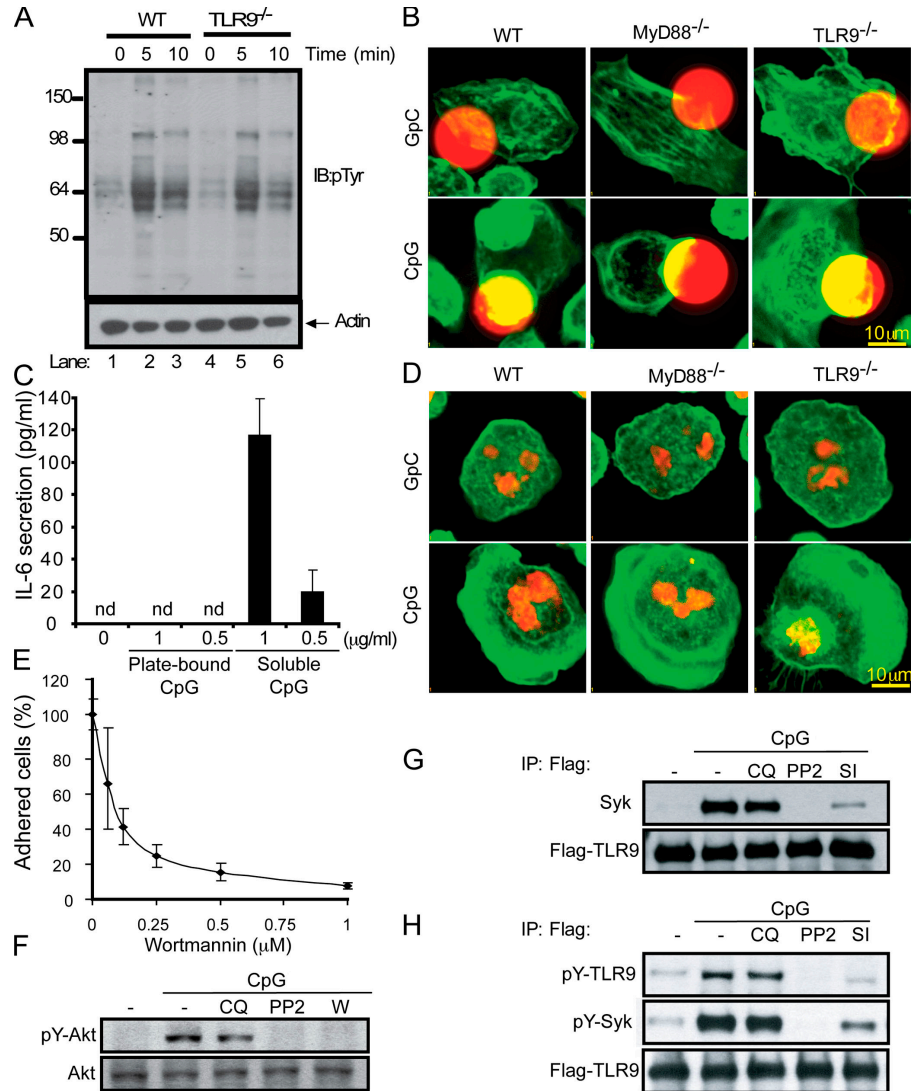 A
WT TLR9-/-
0 5 10 0 5 10 Time (min)
150
98
64
50
IB:pTyr
Actin
Lane: 1 2 3 4 5 6
B
WT MyD88-/- TLR9-/-
GpC
CpG
10μm
C
IL-6 secretion (pg/ml)
140
120
100
80
60
40
20
0
nd nd nd
0 1 0.5 1 0.5 (μg/ml)
Plate-bound CpG
Soluble CpG
D
WT MyD88-/- TLR9-/-
GpC
CpG
10μm
E
Adhered cells (%)
120
100
80
60
40
20
0
0 0.25 0.5 0.75 1
Wortmannin (μM)
F
CpG
- - CQ PP2 W
pY-Akt
Akt
G
CpG
IP: Flag: - - CQ PP2 SI
Syk
Flag-TLR9
H
CpG
IP: Flag: - - CQ PP2 SI
pY-TLR9
pY-Syk
Flag-TLR9